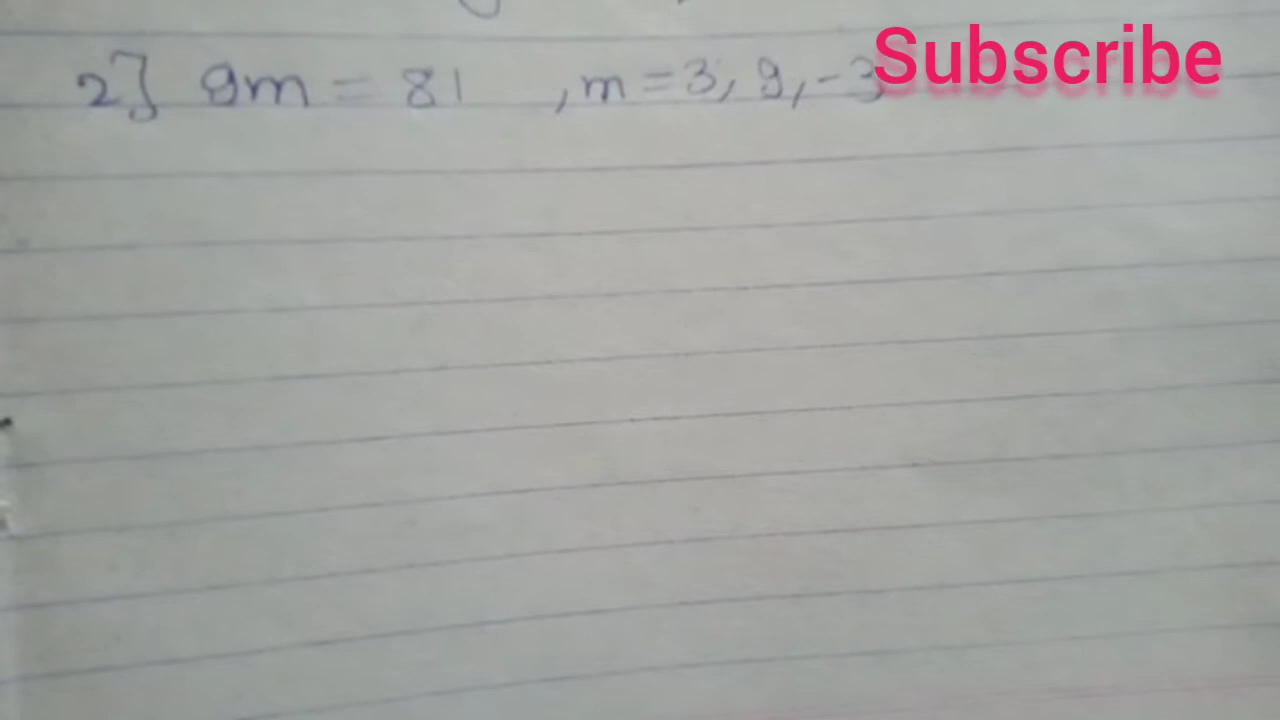 Subscribe
2] 9m = 81 , m = 3, 9, -3